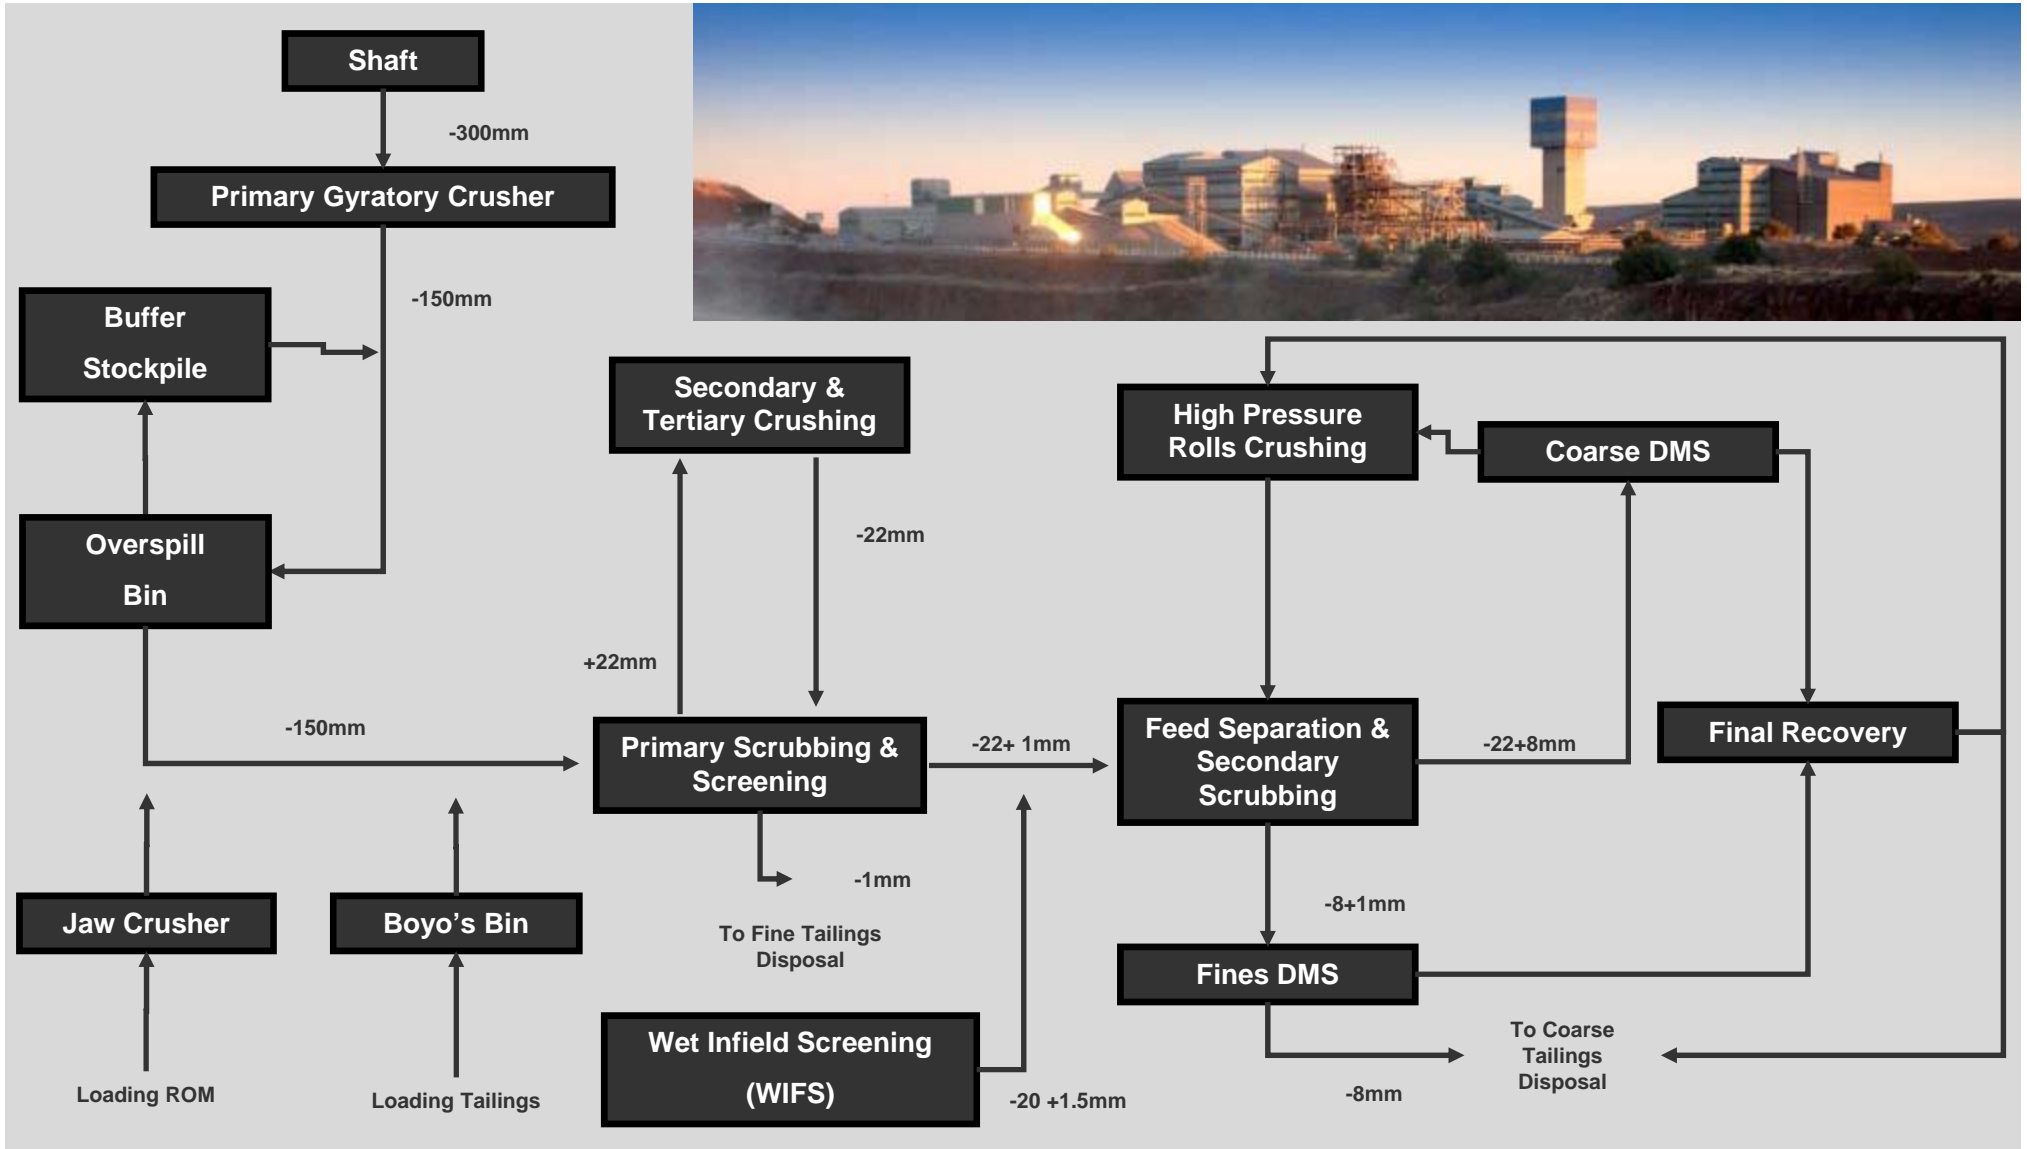 Shaft
-300mm
Primary Gyratory Crusher
-150mm
Buffer
Stockpile
Overspill
Bin
-150mm
Jaw Crusher
Loading ROM
Boyo’s Bin
Loading Tailings
Secondary &
Tertiary Crushing
+22mm
-22mm
Primary Scrubbing &
Screening
-22+ 1mm
-1mm
To Fine Tailings
Disposal
Wet Infield Screening
(WIFS)
-20 +1.5mm
High Pressure
Rolls Crushing
Coarse DMS
Feed Separation &
Secondary
Scrubbing
-22+8mm
Final Recovery
-8+1mm
Fines DMS
-8mm
To Coarse
Tailings
Disposal